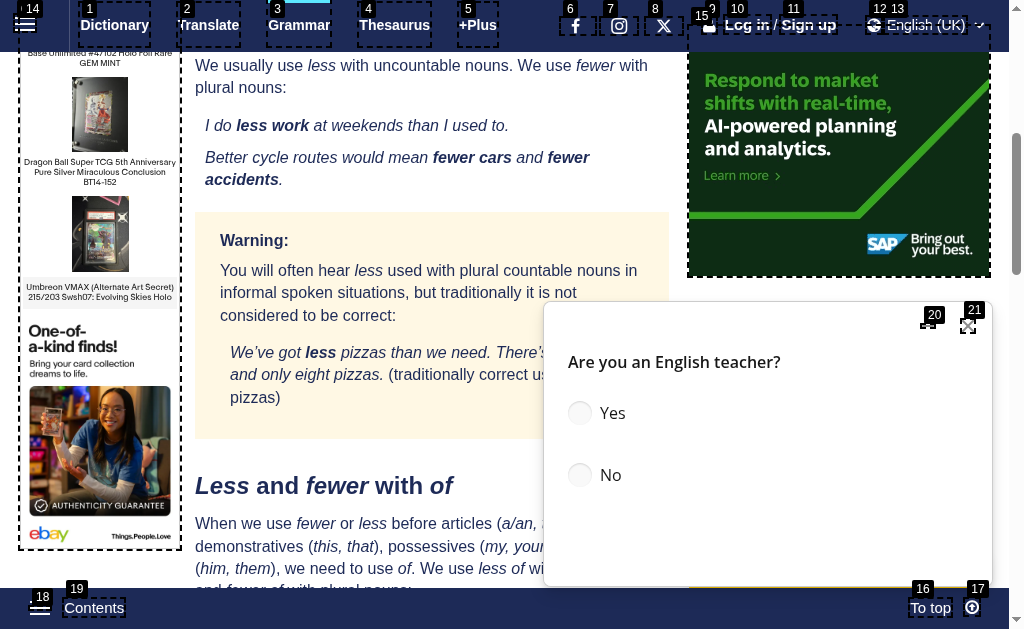 14
1
Dictionary
2
Translate
3
Grammar
4
Thesaurus
5
+Plus
6
7
8
15
9
10
11
Log in / Sign up
12
13
English (UK)
Base Unlimited #4/102 Holo Foil Rare
GEM MINT
Dragon Ball Super TCG 5th Anniversary
Pure Silver Miraculous Conclusion
BT14-152
Umbreon VMAX (Alternate Art Secret)
215/203 Swsh07: Evolving Skies Holo
One-of-
a-kind finds!
Bring your card collection
dreams to life.
AUTHENTICITY GUARANTEE
ebay
Things.People.Love
We usually use less with uncountable nouns. We use fewer with
plural nouns:
I do less work at weekends than I used to.
Better cycle routes would mean fewer cars and fewer
accidents.
Warning:
You will often hear less used with plural countable nouns in
informal spoken situations, but traditionally it is not
considered to be correct:
We've got less pizzas than we need. There's
and only eight pizzas. (traditionally correct us
pizzas)
Less and fewer with of
When we use fewer or less before articles (a/an,
demonstratives (this, that), possessives (my, your
(him, them), we need to use of. We use less of wi
and fewer of with plural nouns:
Respond to market
shifts with real-time,
AI-powered planning
and analytics.
Learn more >
SAP
Bring out
your best.
20
21
Are you an English teacher?
Yes
No
18
19
Contents
16
To top
17